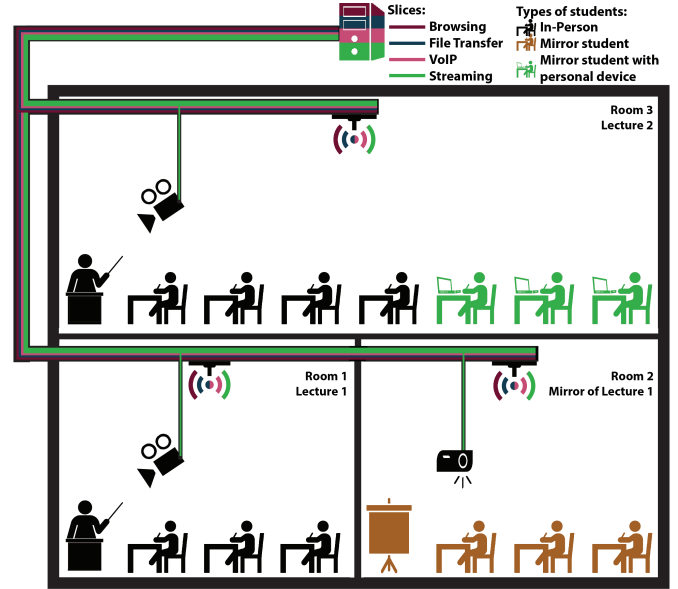 Slices:
Browsing
File Transfer
VoIP
Streaming
Types of students:
In-Person
Mirror student
Mirror student with
personal device
Room 3
Lecture 2
Room 1
Lecture 1
Room 2
Mirror of Lecture 1